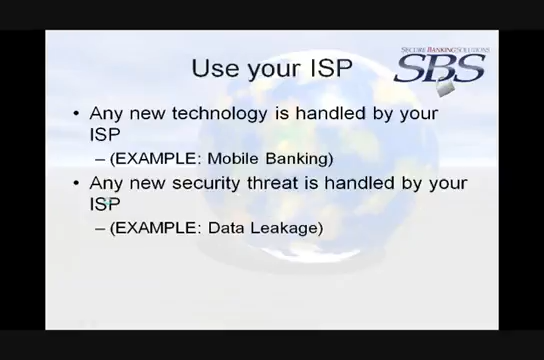 Use your ISP
SECURE BANKING SOLUTIONS
SBS
• Any new technology is handled by your
ISP
– (EXAMPLE: Mobile Banking)
• Any new security threat is handled by your
ISP
– (EXAMPLE: Data Leakage)